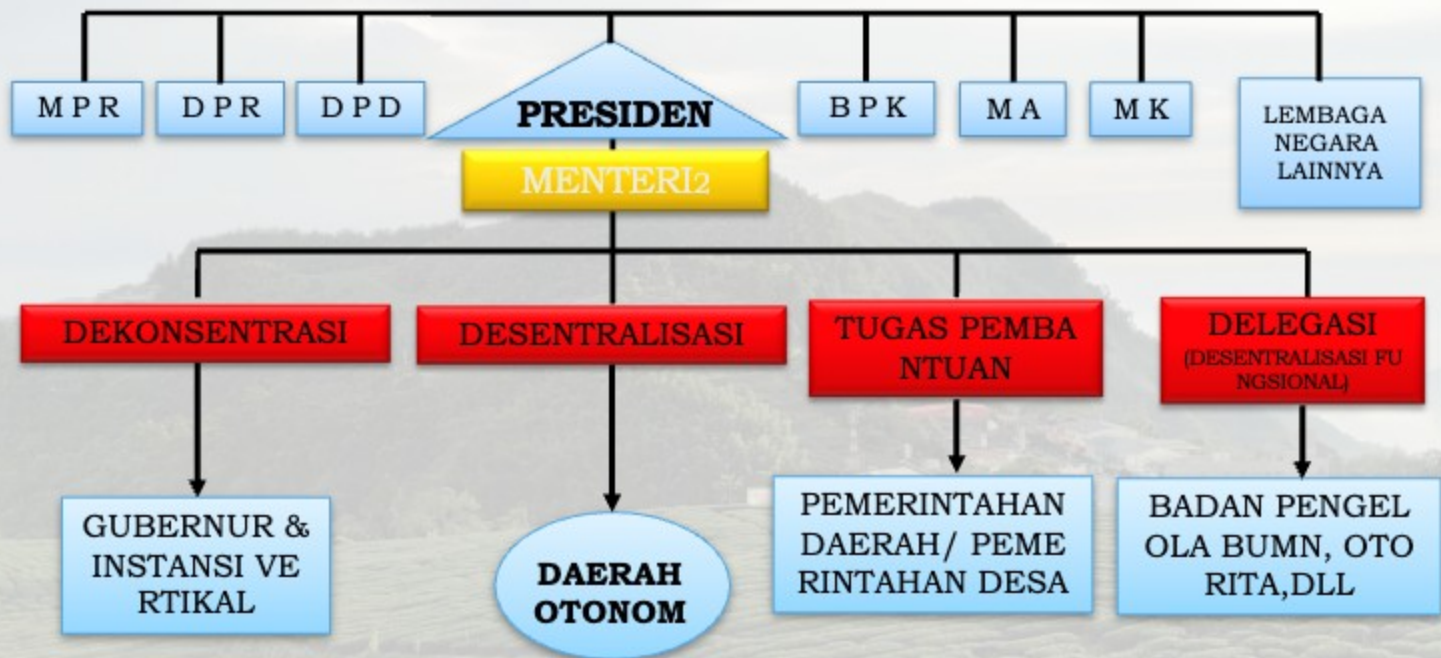 M P R
D P R
D P D
PRESIDEN
B P K
M A
M K
LEMBAGA
NEGARA
LAINNYA
MENTERI2
DEKONSENTRASI
DESENTRALISASI
TUGAS PEMBA
NTUAN
DELEGASI
(DESENTRALISASI FU
NGSIONAL)
GUBERNUR &
INSTANSI VE
RTIKAL
DAERAH
OTONOM
PEMERINTAHAN
DAERAH/ PEME
RINTAHAN DESA
BADAN PENGEL
OLA BUMN, OTO
RITA,DLL